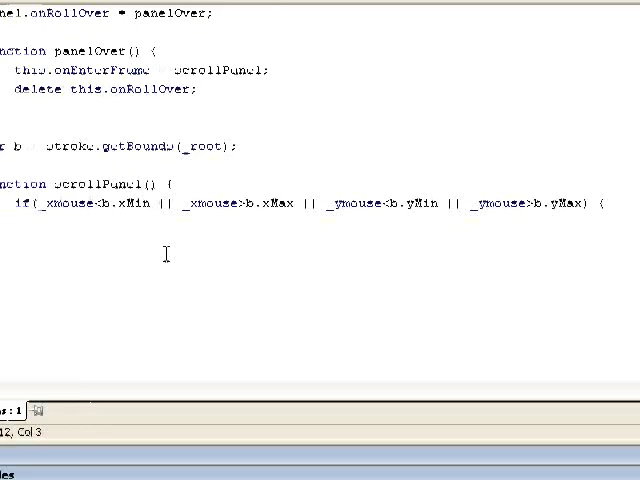 nel.onRollOver = panelOver;
nction panelOver() {
this.onEnterFrame = scrollPanel;
delete this.onRollOver;
r b = stroke.getBounds(_root);
nction scrollPanel() {
if(_xmouse<b.xMin || _xmouse>b.xMax || _ymouse<b.yMin || _ymouse>b.yMax) {
s : 1
12, Col 3
les